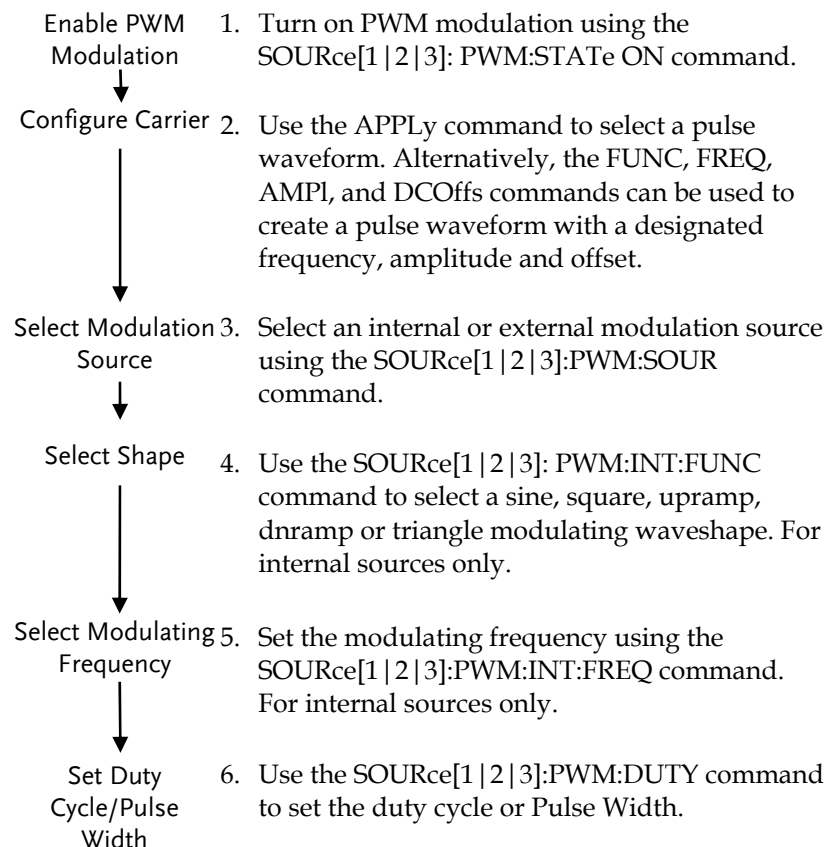 Enable PWM
Modulation
1. Turn on PWM modulation using the
SOURce[1|2|3]: PWM:STATe ON command.
Configure Carrier
2. Use the APPLy command to select a pulse
waveform. Alternatively, the FUNC, FREQ,
AMPl, and DCOffs commands can be used to
create a pulse waveform with a designated
frequency, amplitude and offset.
Select Modulation
Source
3. Select an internal or external modulation source
using the SOURce[1|2|3]:PWM:SOUR
command.
Select Shape
4. Use the SOURce[1|2|3]: PWM:INT:FUNC
command to select a sine, square, upramp,
dnramp or triangle modulating waveshape. For
internal sources only.
Select Modulating
Frequency
5. Set the modulating frequency using the
SOURce[1|2|3]:PWM:INT:FREQ command.
For internal sources only.
Set Duty
Cycle/Pulse
Width
6. Use the SOURce[1|2|3]:PWM:DUTY command
to set the duty cycle or Pulse Width.